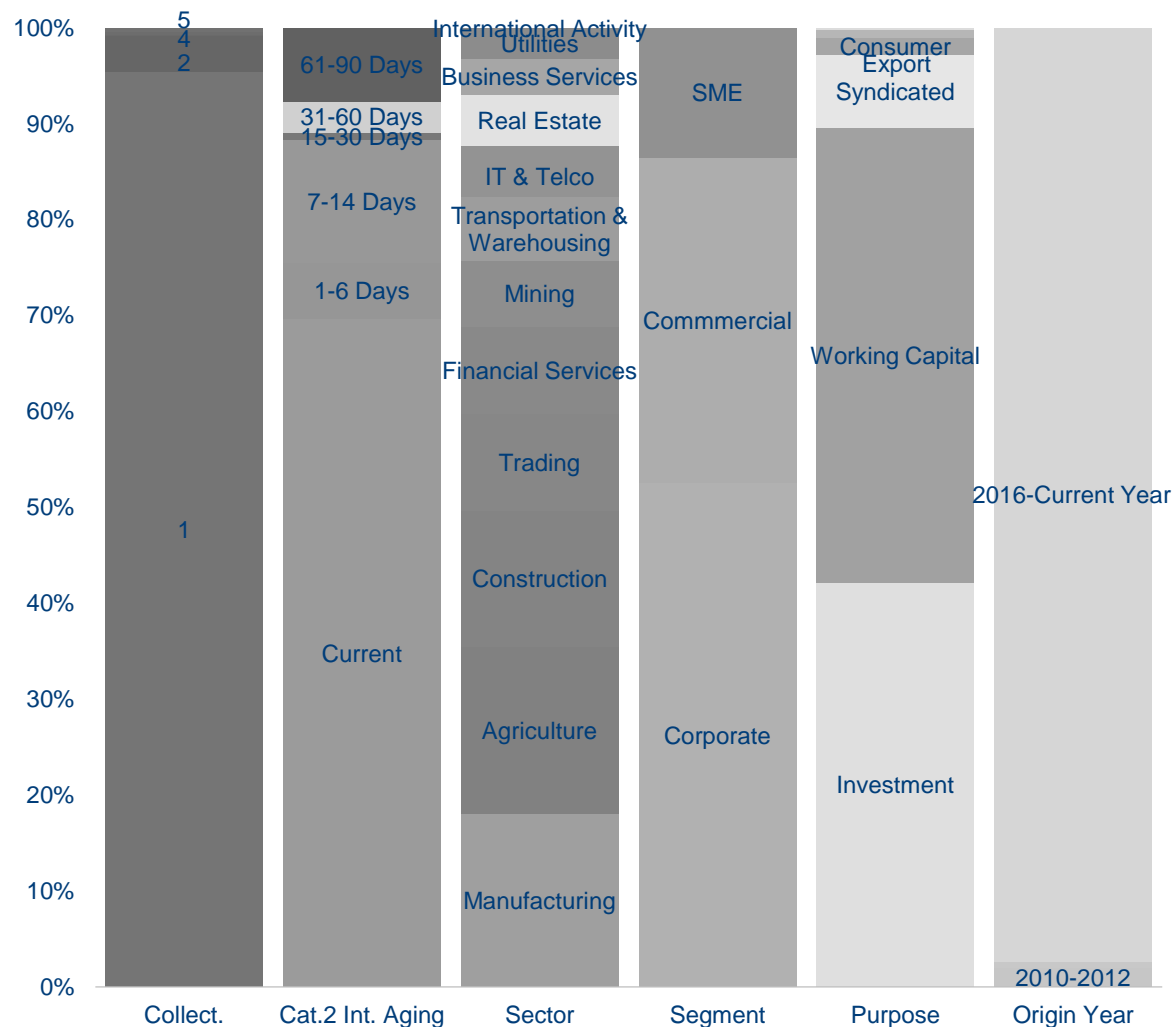 100%
90%
80%
70%
60%
50%
40%
30%
20%
10%
0%
5
4
2
1
61-90 Days
31-60 Days
15-30 Days
7-14 Days
1-6 Days
Current
International Activity
Utilities
Business Services
Real Estate
IT & Telco
Transportation &
Warehousing
Mining
Financial Services
Trading
Construction
Agriculture
Manufacturing
SME
Commmercial
Corporate
Consumer
Export
Syndicated
Working Capital
Investment
2016-Current Year
2010-2012
Collect.
Cat.2 Int. Aging
Sector
Segment
Purpose
Origin Year